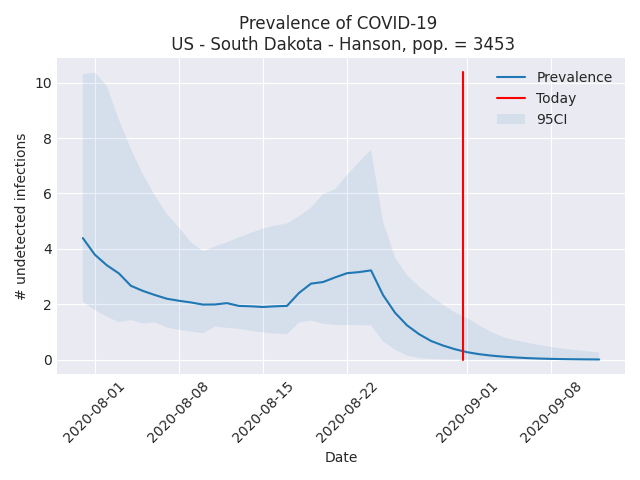 Prevalence of COVID-19
US - South Dakota - Hanson, pop. = 3453
Prevalence
Today
95CI
10
8
6
4
2
0
# undetected infections
2020-08-01
2020-08-08
2020-08-15
2020-08-22
2020-09-01
2020-09-08
Date